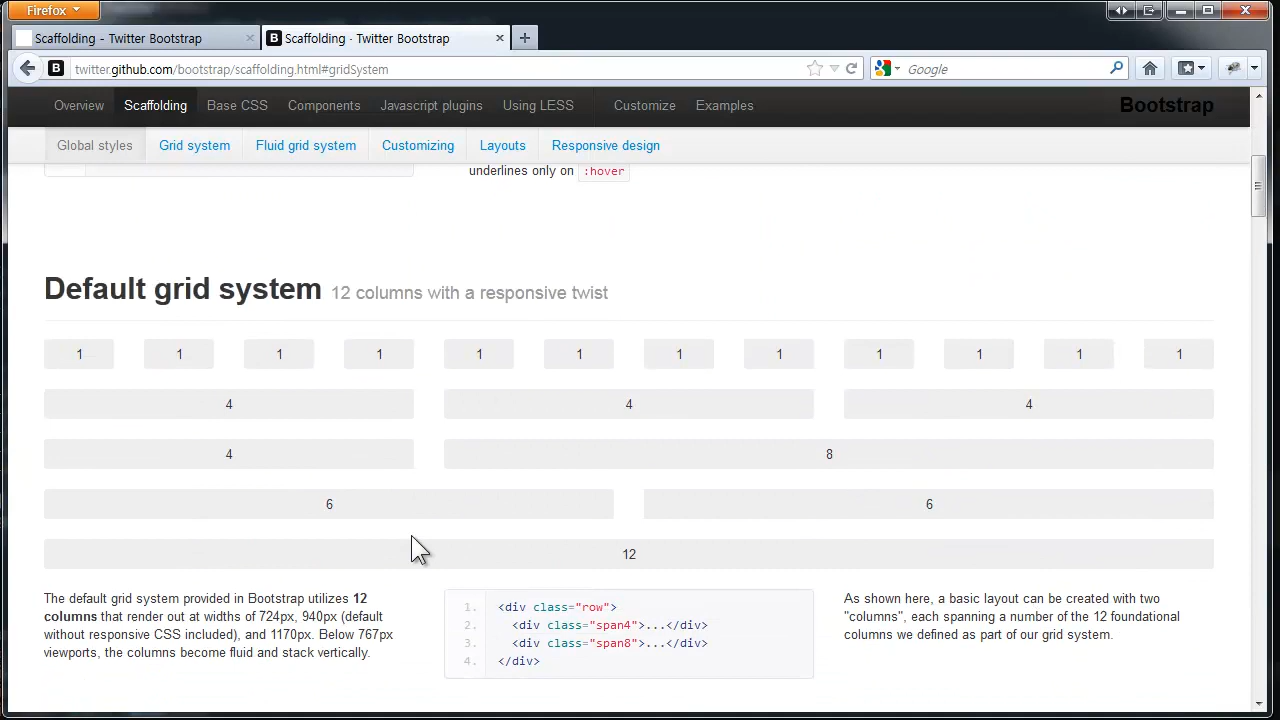 Firefox
Scaffolding - Twitter Bootstrap
Scaffolding · Twitter Bootstrap
B twitter.github.com/bootstrap/scaffolding.html#gridSystem
Google
Overview Scaffolding Base CSS Components Javascript plugins Using LESS Customize Examples Bootstrap
Global styles Grid system Fluid grid system Customizing Layouts Responsive design
underlines only on :hover
Default grid system 12 columns with a responsive twist
1 1 1 1 1 1 1 1 1 1 1 1
4 4 4
4 8
6 6
12
The default grid system provided in Bootstrap utilizes 12
columns that render out at widths of 724px, 940px (default
without responsive CSS included), and 1170px. Below 767px
viewports, the columns become fluid and stack vertically.
1. <div class="row">
2. <div class="span4">...</div>
3. <div class="span8">...</div>
4. </div>
As shown here, a basic layout can be created with two
"columns", each spanning a number of the 12 foundational
columns we defined as part of our grid system.